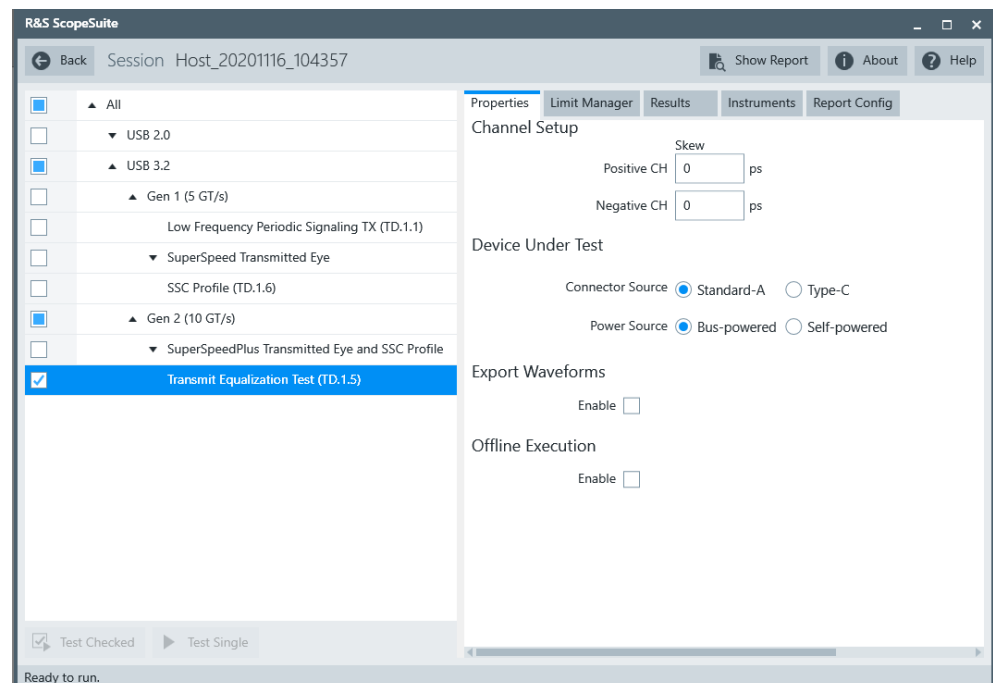 R&S ScopeSuite
Back Session Host_20201116_104357 Show Report About Help
All
USB 2.0
USB 3.2
Gen 1 (5 GT/s)
Low Frequency Periodic Signaling TX (TD.1.1)
SuperSpeed Transmitted Eye
SSC Profile (TD.1.6)
Gen 2 (10 GT/s)
SuperSpeedPlus Transmitted Eye and SSC Profile
Transmit Equalization Test (TD.1.5)
Test Checked Test Single
Properties Limit Manager Results Instruments Report Config
Channel Setup
Skew
Positive CH 0 ps
Negative CH 0 ps
Device Under Test
Connector Source Standard-A Type-C
Power Source Bus-powered Self-powered
Export Waveforms
Enable
Offline Execution
Enable
Ready to run.